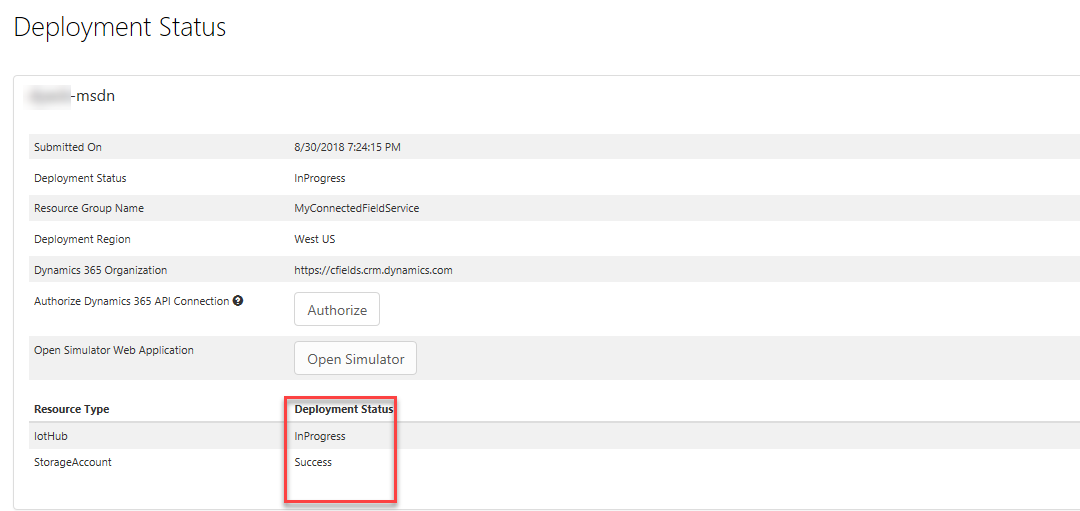 Deployment Status
-msdn
Submitted On 8/30/2018 7:24:15 PM
Deployment Status InProgress
Resource Group Name MyConnectedFieldService
Deployment Region West US
Dynamics 365 Organization https://cfields.crm.dynamics.com
Authorize Dynamics 365 API Connection ? Authorize
Open Simulator Web Application Open Simulator
Resource Type Deployment Status
IotHub InProgress
StorageAccount Success